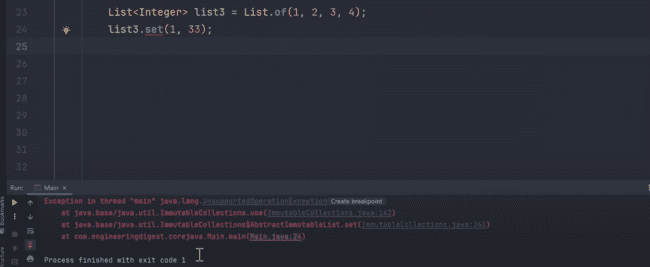 23 List<Integer> list3 = List.of(1, 2, 3, 4);
24 list3.set(1, 33);
25
26
27
28
29
30
31
32
Run: Main ×
Exception in thread "main" java.lang.UnsupportedOperationException Create breakpoint
at java.base/java.util.ImmutableCollections.uoe(ImmutableCollections.java:142)
at java.base/java.util.ImmutableCollections$AbstractImmutableList.set(ImmutableCollections.java:260)
at com.engineeringdigest.corejava.Main.main(Main.java:24)
Process finished with exit code 1
Bookmarks